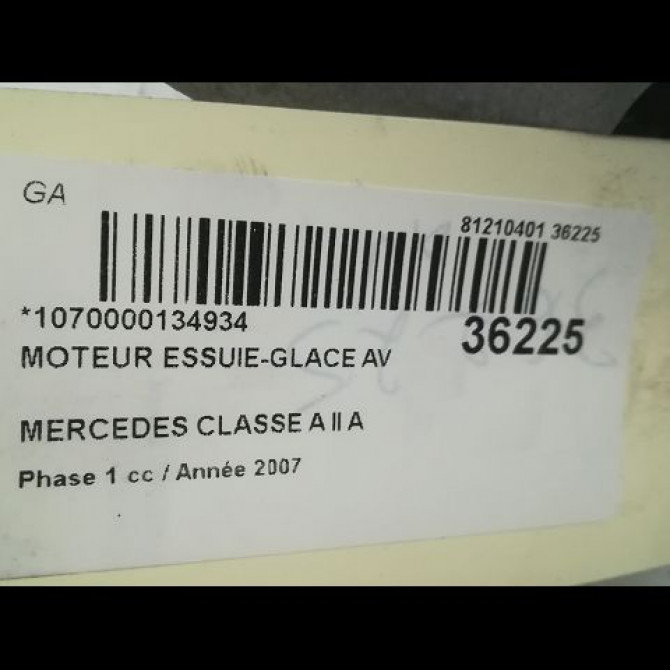 GA
81210401 36225
*1070000134934
36225
MOTEUR ESSUIE-GLACE AV
MERCEDES CLASSE A II A
Phase 1 cc / Année 2007